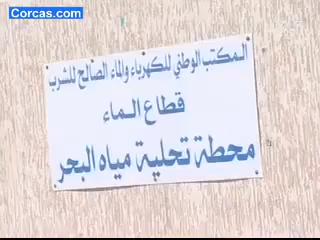 Corcas.com
المكتب الوطني للكهرباء والماء الصالح للشرب
قطاع الماء
محطة تحلية مياه البحر